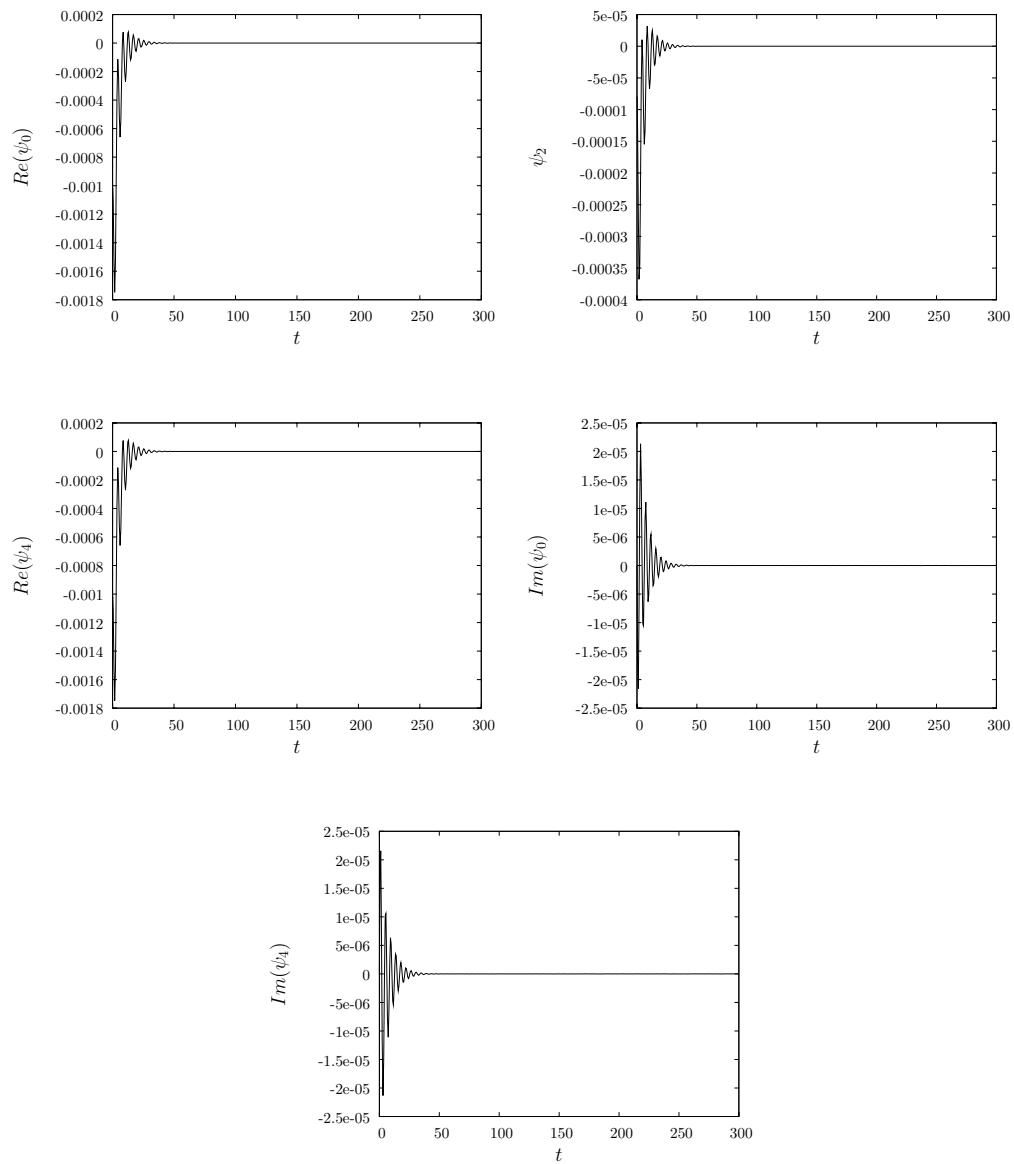 0.0002
0
-0.0002
-0.0004
-0.0006
-0.0008
-0.001
-0.0012
-0.0014
-0.0016
-0.0018
0 50 100 150 200 250 300
Re(ψ₀)
t
5e-05
0
-5e-05
-0.0001
-0.00015
-0.0002
-0.00025
-0.0003
-0.00035
-0.0004
0 50 100 150 200 250 300
ψ₂
t
0.0002
0
-0.0002
-0.0004
-0.0006
-0.0008
-0.001
-0.0012
-0.0014
-0.0016
-0.0018
0 50 100 150 200 250 300
Re(ψ₄)
t
2.5e-05
2e-05
1.5e-05
1e-05
5e-06
0
-5e-06
-1e-05
-1.5e-05
-2e-05
-2.5e-05
0 50 100 150 200 250 300
Im(ψ₀)
t
2.5e-05
2e-05
1.5e-05
1e-05
5e-06
0
-5e-06
-1e-05
-1.5e-05
-2e-05
-2.5e-05
0 50 100 150 200 250 300
Im(ψ₄)
t